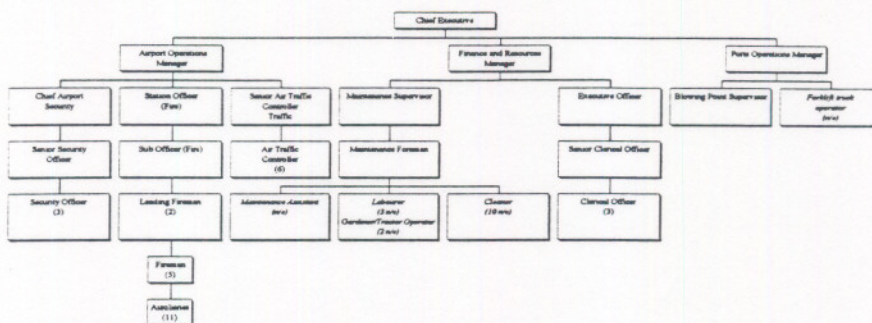 Chief Executive
Airport Operations
Manager
Finance and Resources
Manager
Ports Operations Manager
Chief Airport
Security
Station Officer
(Fire)
Senior Air Traffic
Controller
Traffic
Maintenance Supervisor
Executive Officer
Blowing Point Supervisor
Forklift truck
operator
Senior Security
Officer
Sub Officer (Fire)
Air Traffic
Controller
(6)
Maintenance Foreman
Senior Clerical Officer
Security Officer
(3)
Leading Fireman
(2)
Maintenance Assistant
Labourer
(3 n/e)
Gardener/Tractor Operator
(2 n/e)
Cleaner
(10 n/e)
Clerical Officer
(3)
Fireman
(5)
Auxiliaries
(11)